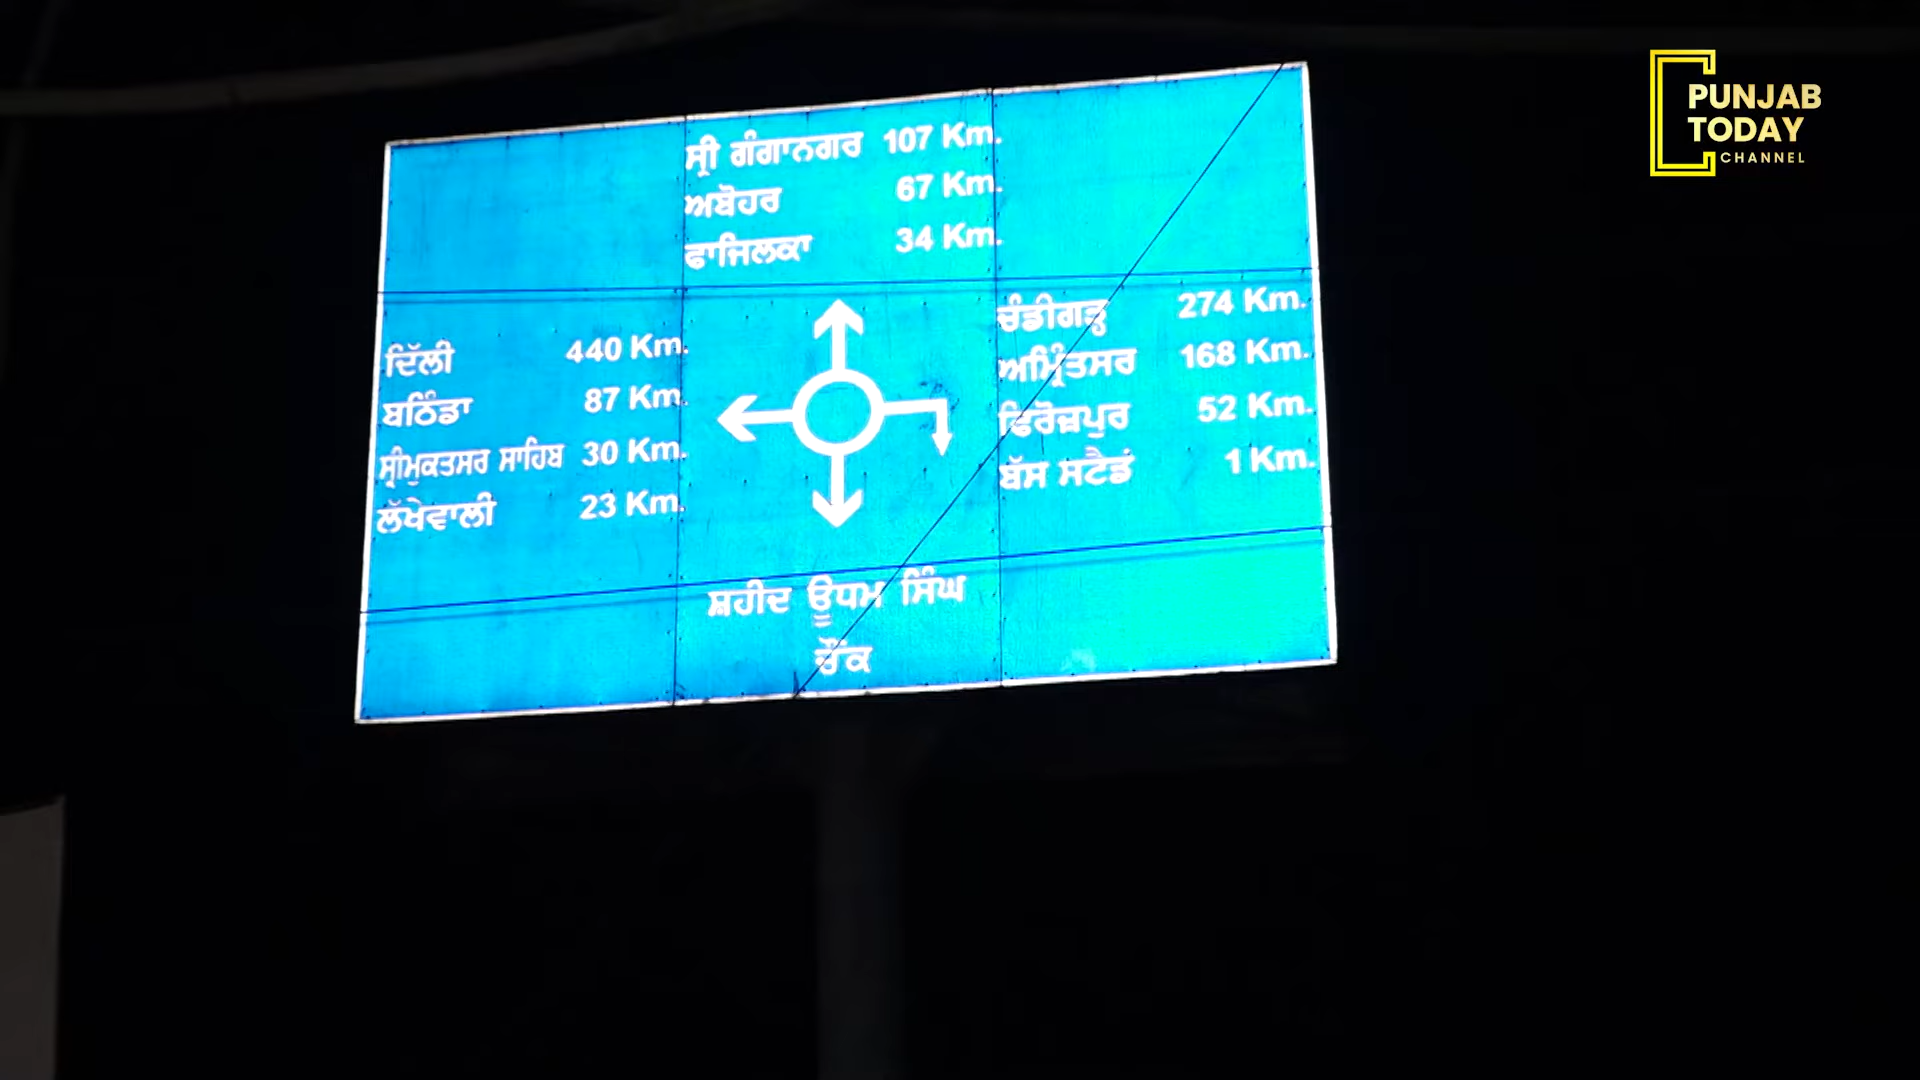 ਸ੍ਰੀ ਗੰਗਾਨਗਰ 107 Km.
ਅਬੋਹਰ 67 Km.
ਫਾਜਿਲਕਾ 34 Km.
ਦਿੱਲੀ 440 Km.
ਬਠਿੰਡਾ 87 Km.
ਸ੍ਰੀਮੁਕਤਸਰ ਸਾਹਿਬ 30 Km.
ਲੱਖੇਵਾਲੀ 23 Km.
ਚੰਡੀਗੜ੍ਹ 274 Km.
ਅਮ੍ਰਿੰਤਸਰ 168 Km.
ਫਿਰੋਜ਼ਪੁਰ 52 Km.
ਬੱਸ ਸਟੈਡਂ 1 Km.
ਸ਼ਹੀਦ ਊਧਮ ਸਿੰਘ
ਚੌਂਕ
PUNJAB
TODAY
CHANNEL